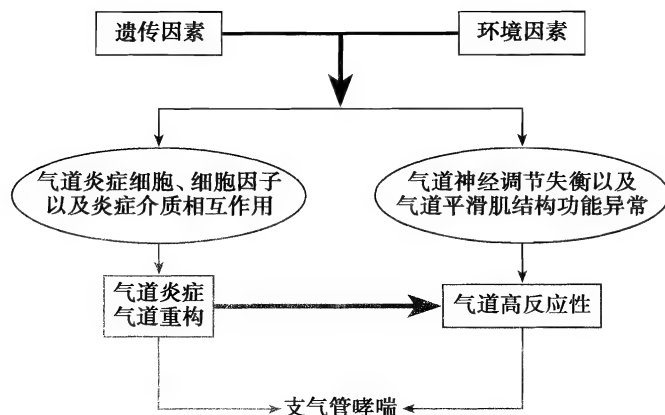 遗传因素
环境因素
气道炎症细胞、细胞因子
以及炎症介质相互作用
气道神经调节失衡以及
气道平滑肌结构功能异常
气道炎症
气道重构
气道高反应性
支气管哮喘